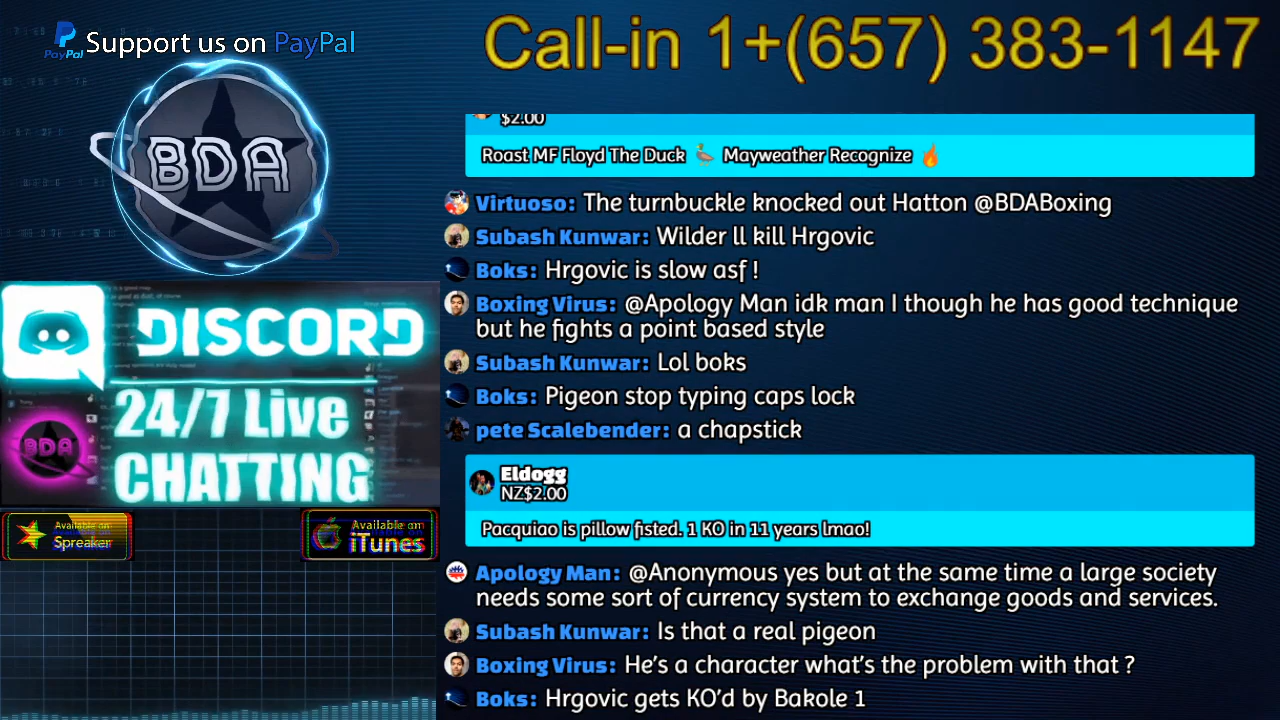 PayPal
Support us on PayPal
BDA
DISCORD
24/7 Live
CHATTING
BDA
Available on
Spreaker
Available on
iTunes
Call-in 1+(657) 383-1147
$2.00
Roast MF Floyd The Duck 🦆 Mayweather Recognize 🔥
Virtuoso: The turnbuckle knocked out Hatton @BDABoxing
Subash Kunwar: Wilder ll kill Hrgovic
Boks: Hrgovic is slow asf !
Boxing Virus: @Apology Man idk man I though he has good technique
but he fights a point based style
Subash Kunwar: Lol boks
Boks: Pigeon stop typing caps lock
pete Scalebender: a chapstick
Eldogg
NZ$2.00
Pacquiao is pillow fisted. 1 KO in 11 years lmao!
Apology Man: @Anonymous yes but at the same time a large society
needs some sort of currency system to exchange goods and services.
Subash Kunwar: Is that a real pigeon
Boxing Virus: He's a character what's the problem with that ?
Boks: Hrgovic gets KO'd by Bakole 1